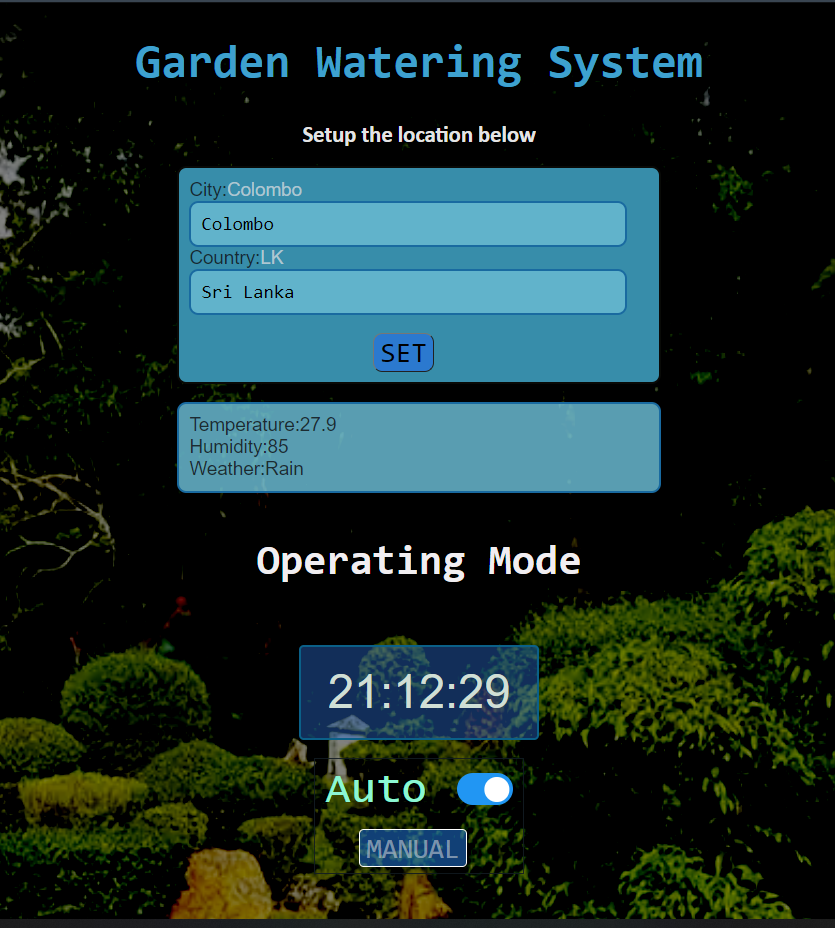 Garden Watering System
Setup the location below
City:Colombo
Colombo
Country:LK
Sri Lanka
SET
Temperature:27.9
Humidity:85
Weather:Rain
Operating Mode
21:12:29
Auto
MANUAL